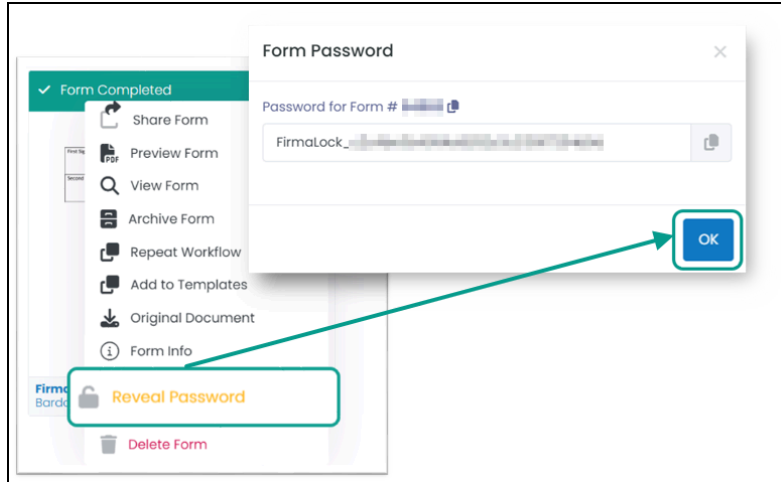 Form Password
Password for Form #
FirmaLock_
OK
Form Completed
Share Form
PDF
Preview Form
View Form
Archive Form
Repeat Workflow
Add to Templates
Original Document
Form Info
Reveal Password
Delete Form